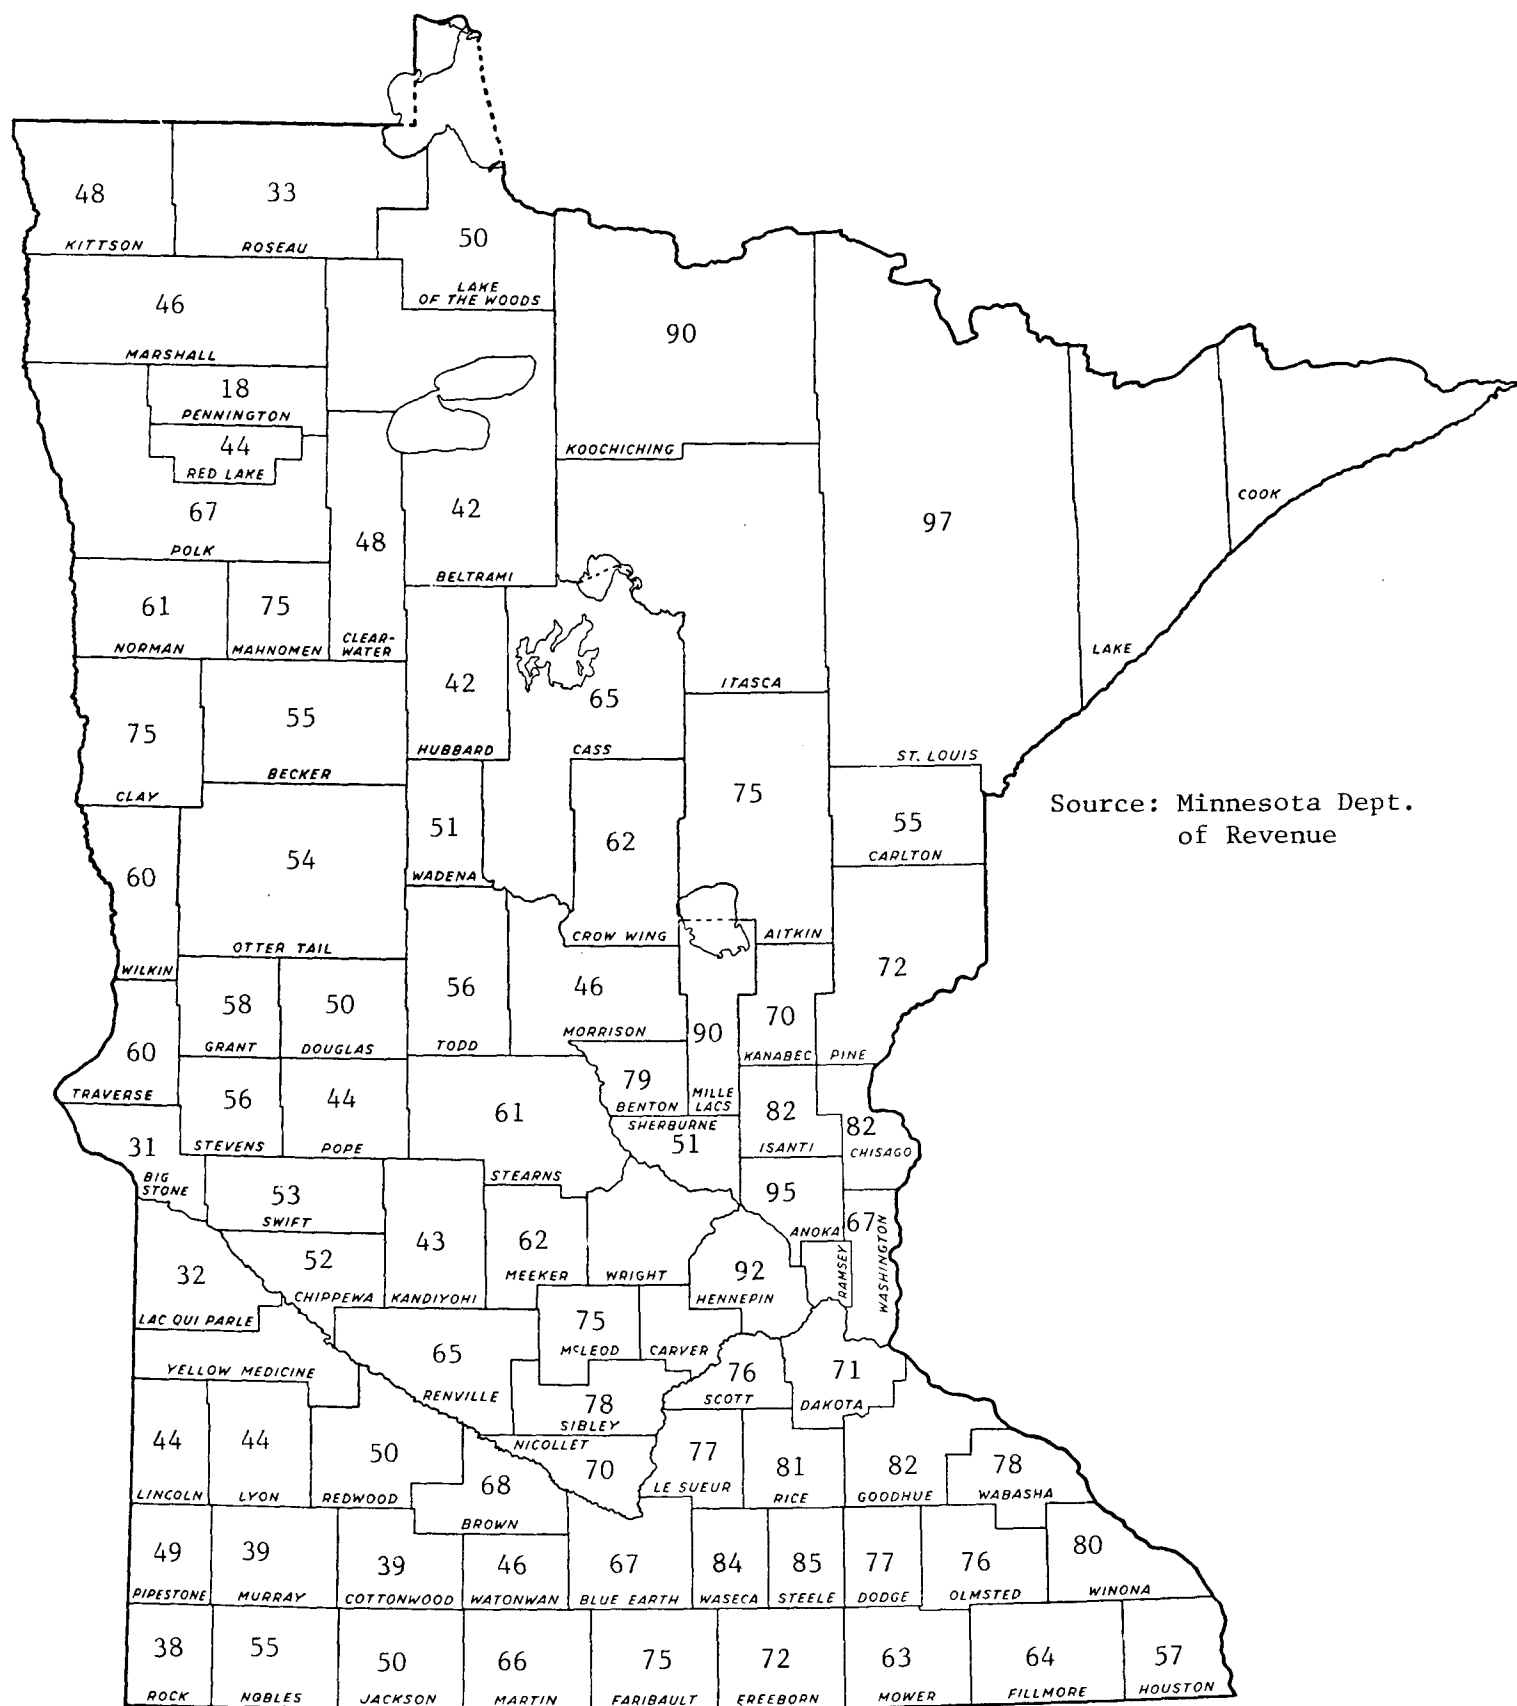 48
KITTSON
33
ROSEAU
50
LAKE
OF THE WOODS
46
MARSHALL
90
KOOCHICHING
18
PENNINGTON
44
RED LAKE
67
POLK
48
CLEAR-
WATER
42
BELTRAMI
97
ST. LOUIS
LAKE
COOK
61
NORMAN
75
MAHNOMEN
42
HUBBARD
65
CASS
ITASCA
75
CLAY
55
BECKER
51
WADENA
62
CROW WING
75
AITKIN
55
CARLTON
Source: Minnesota Dept.
of Revenue
60
WILKIN
54
OTTER TAIL
58
GRANT
50
DOUGLAS
56
TODD
46
MORRISON
90
MILLE
LACS
70
KANABEC
72
PINE
60
TRAVERSE
56
STEVENS
44
POPE
61
STEARNS
79
BENTON
SHERBURNE
51
82
ISANTI
82
CHISAGO
31
BIG
STONE
53
SWIFT
43
KANDIYOHI
62
MEEKER
WRIGHT
95
ANOKA
67
WASHINGTON
RAMSEY
92
HENNEPIN
32
LAC QUI PARLE
52
CHIPPEWA
YELLOW MEDICINE
65
RENVILLE
75
McLEOD
CARVER
76
SCOTT
71
DAKOTA
78
SIBLEY
NICOLLET
70
44
LINCOLN
44
LYON
50
REDWOOD
68
BROWN
77
LE SUEUR
81
RICE
82
GOODHUE
78
WABASHA
49
PIPESTONE
39
MURRAY
39
COTTONWOOD
46
WATONWAN
67
BLUE EARTH
84
WASECA
85
STEELE
77
DODGE
76
OLMSTED
80
WINONA
38
ROCK
55
NOBLES
50
JACKSON
66
MARTIN
75
FARIBAULT
72
FREEBORN
63
MOWER
64
FILLMORE
57
HOUSTON